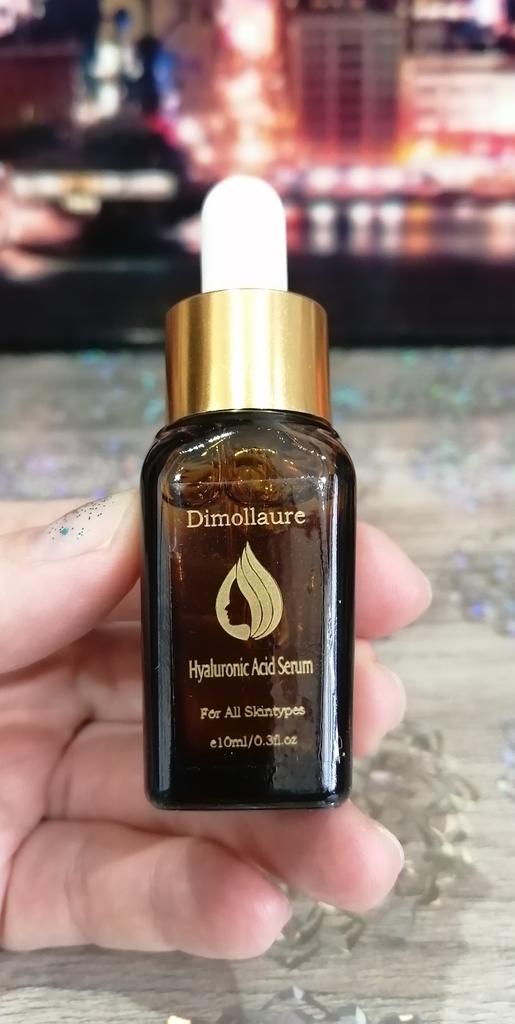 Dimollaure
Hyaluronic Acid Serum
For All Skintypes
e10ml/0.3fl.oz